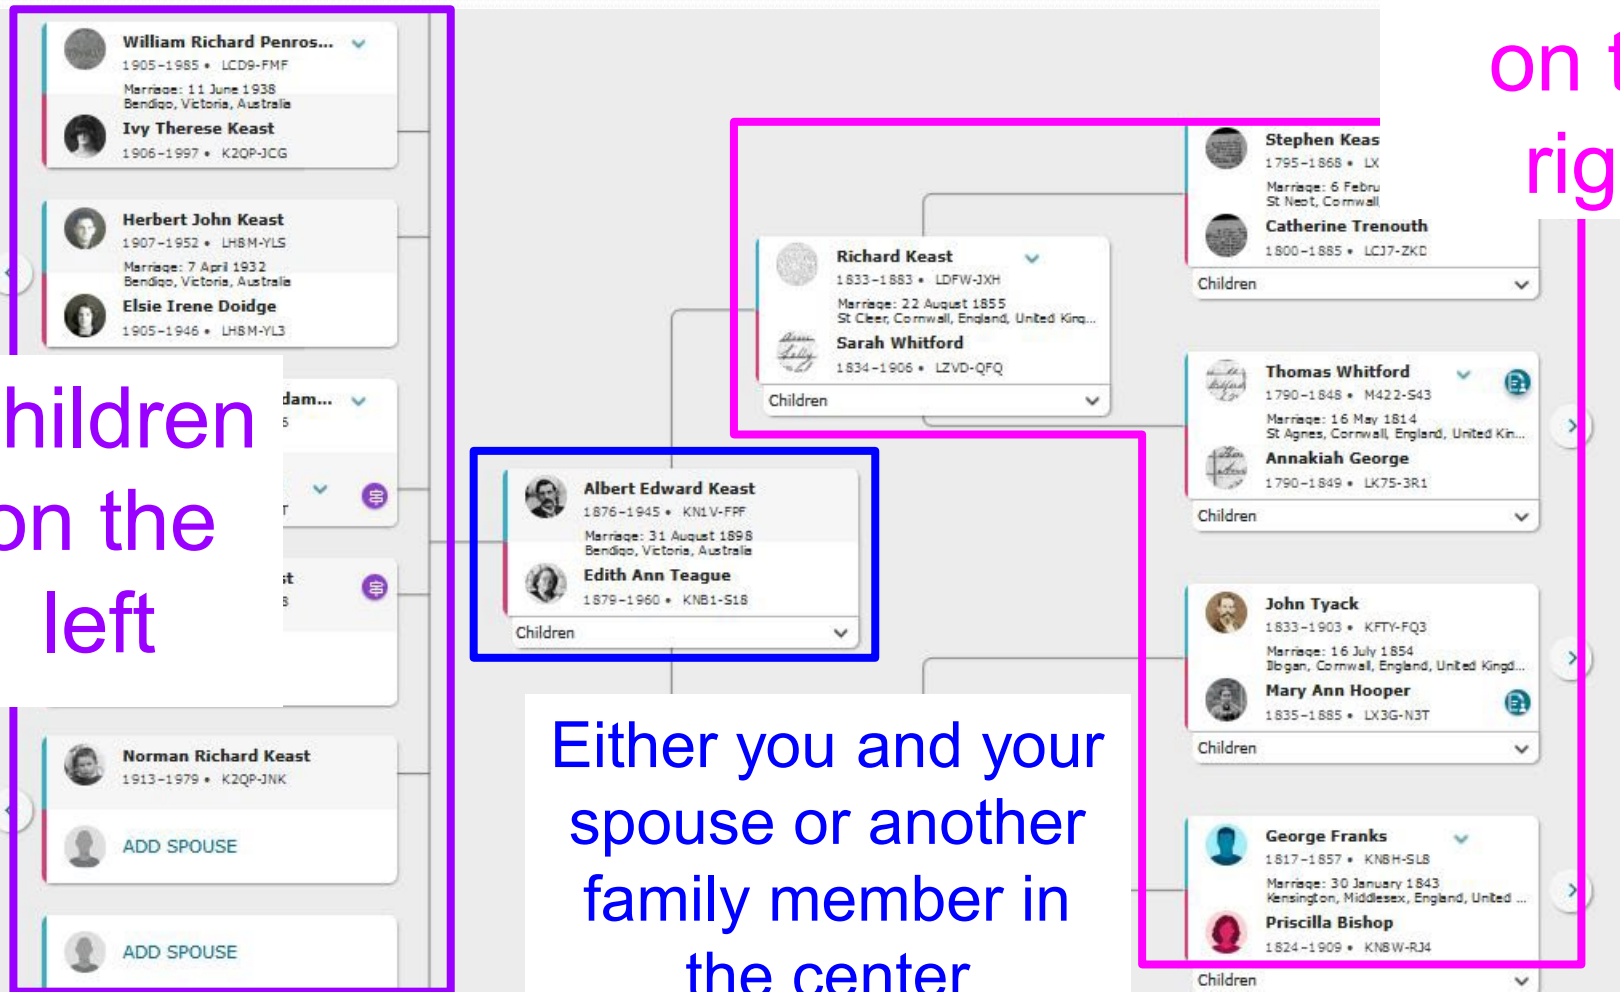 William Richard Penros...
1905-1985 • LCD9-FMF
Marriage: 11 June 1938
Bendigo, Victoria, Australia
Ivy Therese Keast
1906-1997 • K2QP-JCG
Herbert John Keast
1907-1952 • LH8M-YLS
Marriage: 7 April 1932
Bendigo, Victoria, Australia
Elsie Irene Doidge
1905-1946 • LH8M-YL3
hildren
on the
left
dam...
Norman Richard Keast
1913-1979 • K2QP-JNK
ADD SPOUSE
ADD SPOUSE
Albert Edward Keast
1876-1945 • KN1V-FPF
Marriage: 31 August 1898
Bendigo, Victoria, Australia
Edith Ann Teague
1879-1960 • KNB1-S18
Children
Either you and your
spouse or another
family member in
the center
Richard Keast
1833-1883 • LDFW-JXH
Marriage: 22 August 1855
St Cleer, Cornwall, England, United King...
Sarah Whitford
1834-1906 • LZVD-QFQ
Children
on t
rig
Stephen Keas
1795-1868 • LX
Marriage: 6 Febru
St Neot, Cornwall
Catherine Trenouth
1800-1885 • LCJ7-ZKD
Children
Thomas Whitford
1790-1848 • M422-S43
Marriage: 16 May 1814
St Agnes, Cornwall, England, United Kin...
Annakiah George
1790-1849 • LK75-3R1
Children
John Tyack
1833-1903 • KFTY-FQ3
Marriage: 16 July 1854
Illogan, Cornwall, England, United Kingd...
Mary Ann Hooper
1835-1885 • LX3G-N3T
Children
George Franks
1817-1857 • KN8H-SL8
Marriage: 30 January 1843
Kensington, Middlesex, England, United ...
Priscilla Bishop
1824-1909 • KN8W-RJ4
Children